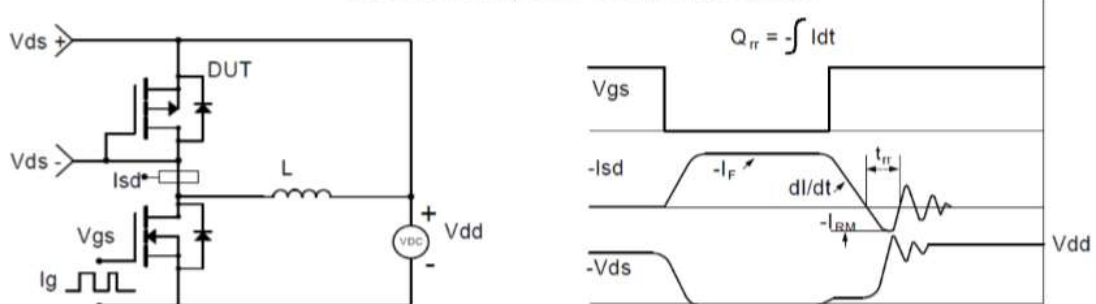 Vds +
DUT
Vds -
Isd
L
Vgs
Ig
+
VDC
-
Vdd
Qrr = -∫ Idt
Vgs
-Isd
-IF
dI/dt
trr
-IRM
Vdd
-Vds